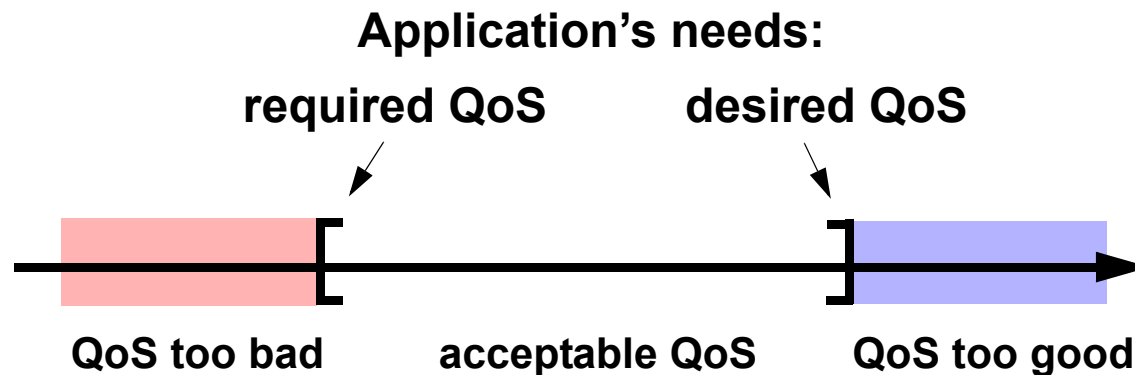 Application’s needs:
required QoS desired QoS
QoS too bad acceptable QoS QoS too good